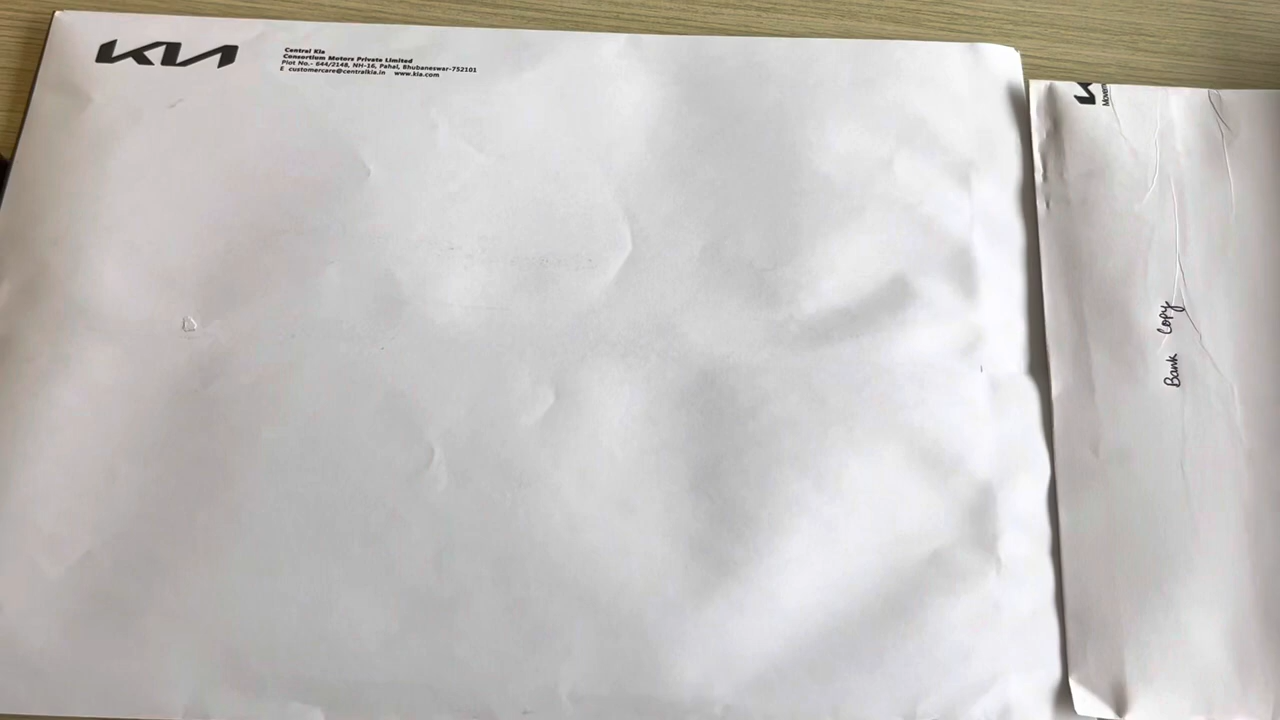 KIA
Central Kia
Consortium Motors Private Limited
Plot No.- 644/2148, NH-16, Pahal, Bhubaneswar-752101
E customercare@centralkia.in www.kia.com
Bank Copy